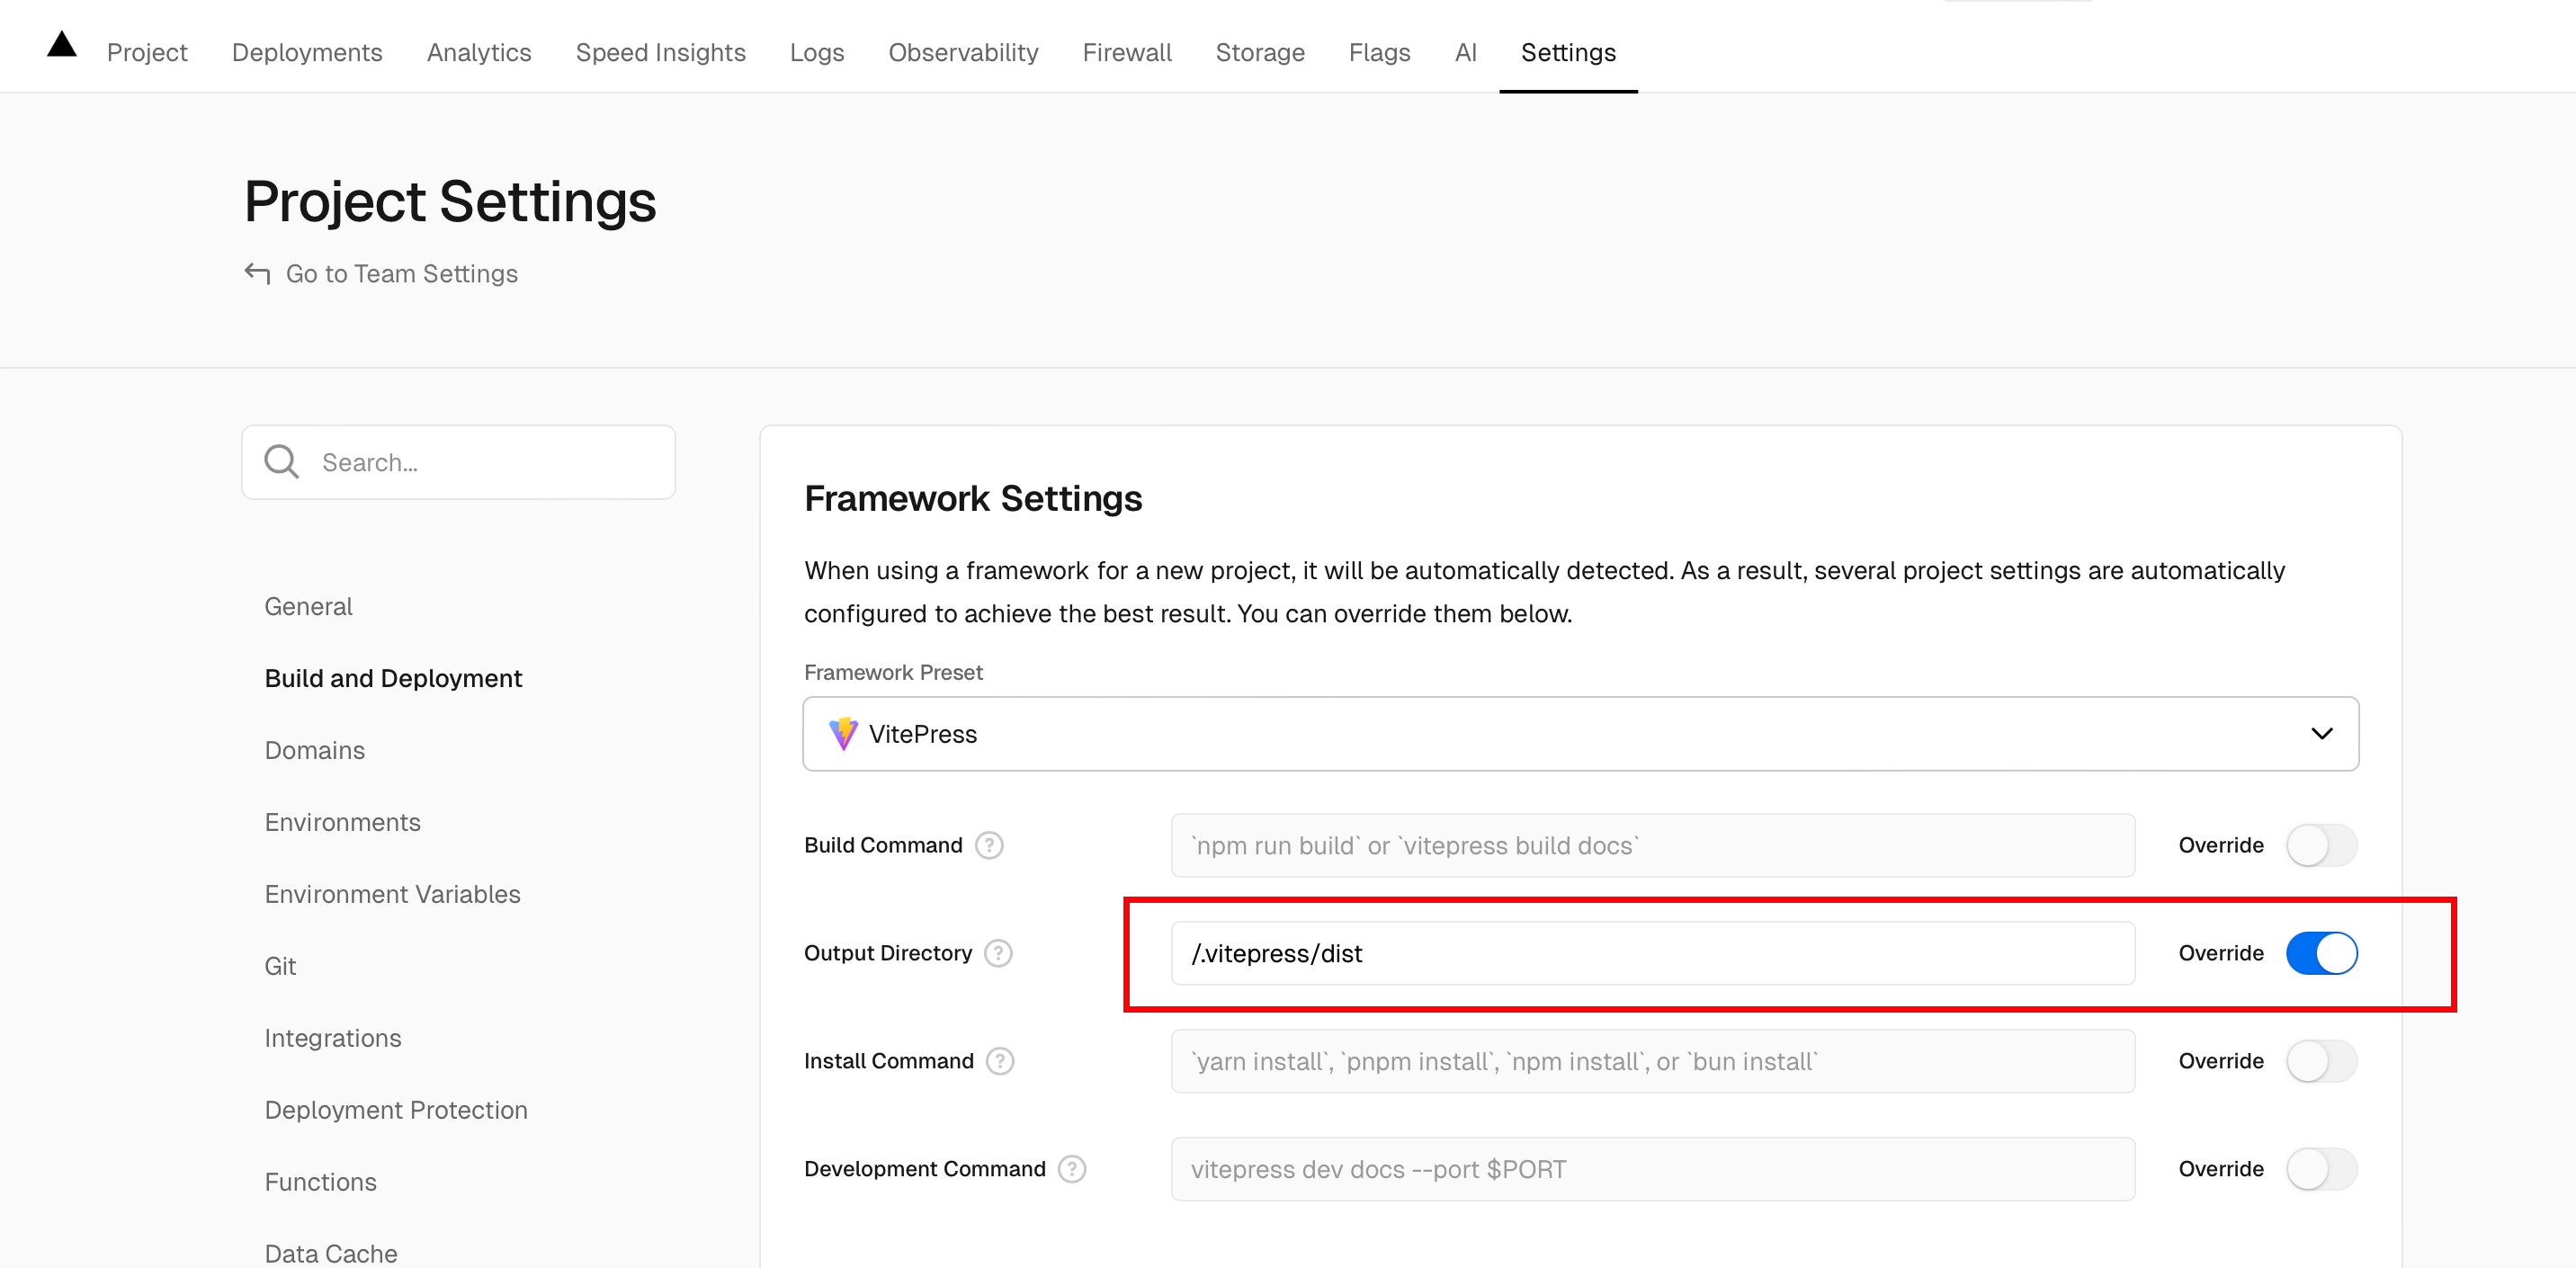 Project Deployments Analytics Speed Insights Logs Observability Firewall Storage Flags AI Settings
Project Settings
Go to Team Settings
Search...
General
Build and Deployment
Domains
Environments
Environment Variables
Git
Integrations
Deployment Protection
Functions
Data Cache
Framework Settings
When using a framework for a new project, it will be automatically detected. As a result, several project settings are automatically
configured to achieve the best result. You can override them below.
Framework Preset
VitePress
Build Command ? `npm run build` or `vitepress build docs` Override
Output Directory ? /.vitepress/dist Override
Install Command ? `yarn install`, `pnpm install`, `npm install`, or `bun install` Override
Development Command ? vitepress dev docs --port $PORT Override